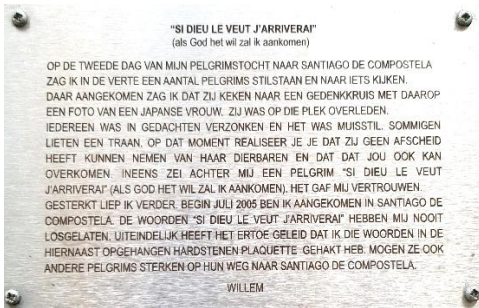 "SI DIEU LE VEUT J'ARRIVERAI"
(als God het wil zal ik aankomen)
OP DE TWEEDE DAG VAN MIJN PELGRIMSTOCHT NAAR SANTIAGO DE COMPOSTELA
ZAG IK IN DE VERTE EEN AANTAL PELGRIMS STILSTAAN EN NAAR IETS KIJKEN.
DAAR AANGEKOMEN ZAG IK DAT ZIJ KEKEN NAAR EEN GEDENKKRUIS MET DAAROP
EEN FOTO VAN EEN JAPANSE VROUW. ZIJ WAS OP DIE PLEK OVERLEDEN.
IEDEREEN WAS IN GEDACHTEN VERZONKEN EN HET WAS MUISSTIL. SOMMIGEN
LIETEN EEN TRAAN, OP DAT MOMENT REALISEER JE JE DAT ZIJ GEEN AFSCHEID
HEEFT KUNNEN NEMEN VAN HAAR DIERBAREN EN DAT DAT JOU OOK KAN
OVERKOMEN. INEENS ZEI ACHTER MIJ EEN PELGRIM "SI DIEU LE VEUT
J'ARRIVERAI" (ALS GOD HET WIL ZAL IK AANKOMEN). HET GAF MIJ VERTROUWEN.
GESTERKT LIEP IK VERDER. BEGIN JULI 2005 BEN IK AANGEKOMEN IN SANTIAGO DE
COMPOSTELA. DE WOORDEN "SI DIEU LE VEUT J'ARRIVERAI" HEBBEN MIJ NOOIT
LOSGELATEN. UITEINDELIJK HEEFT HET ERTOE GELEID DAT IK DIE WOORDEN IN DE
HIERNAAST OPGEHANGEN HARDSTENEN PLAQUETTE GEHAKT HEB. MOGEN ZE OOK
ANDERE PELGRIMS STERKEN OP HUN WEG NAAR SANTIAGO DE COMPOSTELA.
WILLEM